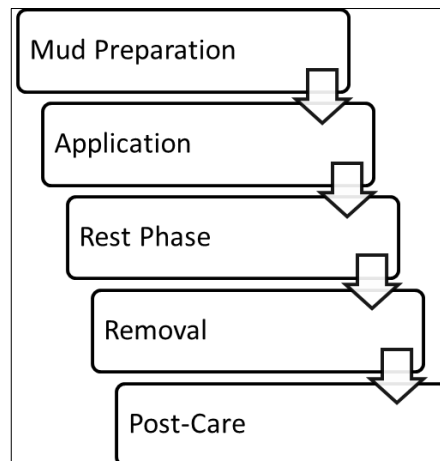 Mud Preparation
Application
Rest Phase
Removal
Post-Care